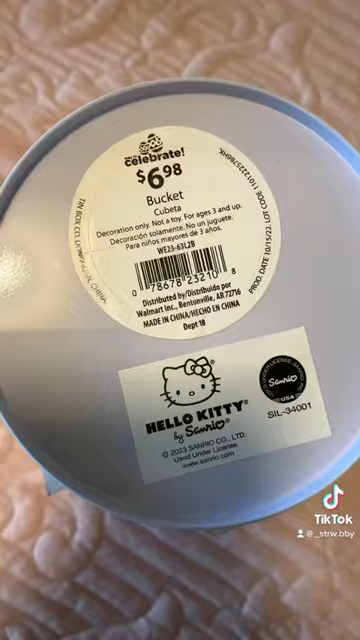 celebrate!
$6.98
Bucket
Cubeta
Decoration only. Not a toy. For ages 3 and up.
Decoración solamente. No un juguete.
Para niños mayores de 3 años.
WE23-63L2B
0 78678 23210 8
Distributed by/Distribuido por
Walmart Inc., Bentonville, AR 72716
MADE IN CHINA/HECHO EN CHINA
Dept 18
TIN BOX CO.
CHINA
PROD. DATE 10/15/22.
LOT CODE
HELLO KITTY®
by Sanrio®
© 2023 SANRIO CO., LTD.
Used Under License.
www.sanrio.com
UNDER LICENSE
Sanrio
USA
SIL-34001
TikTok
@_strw.bby